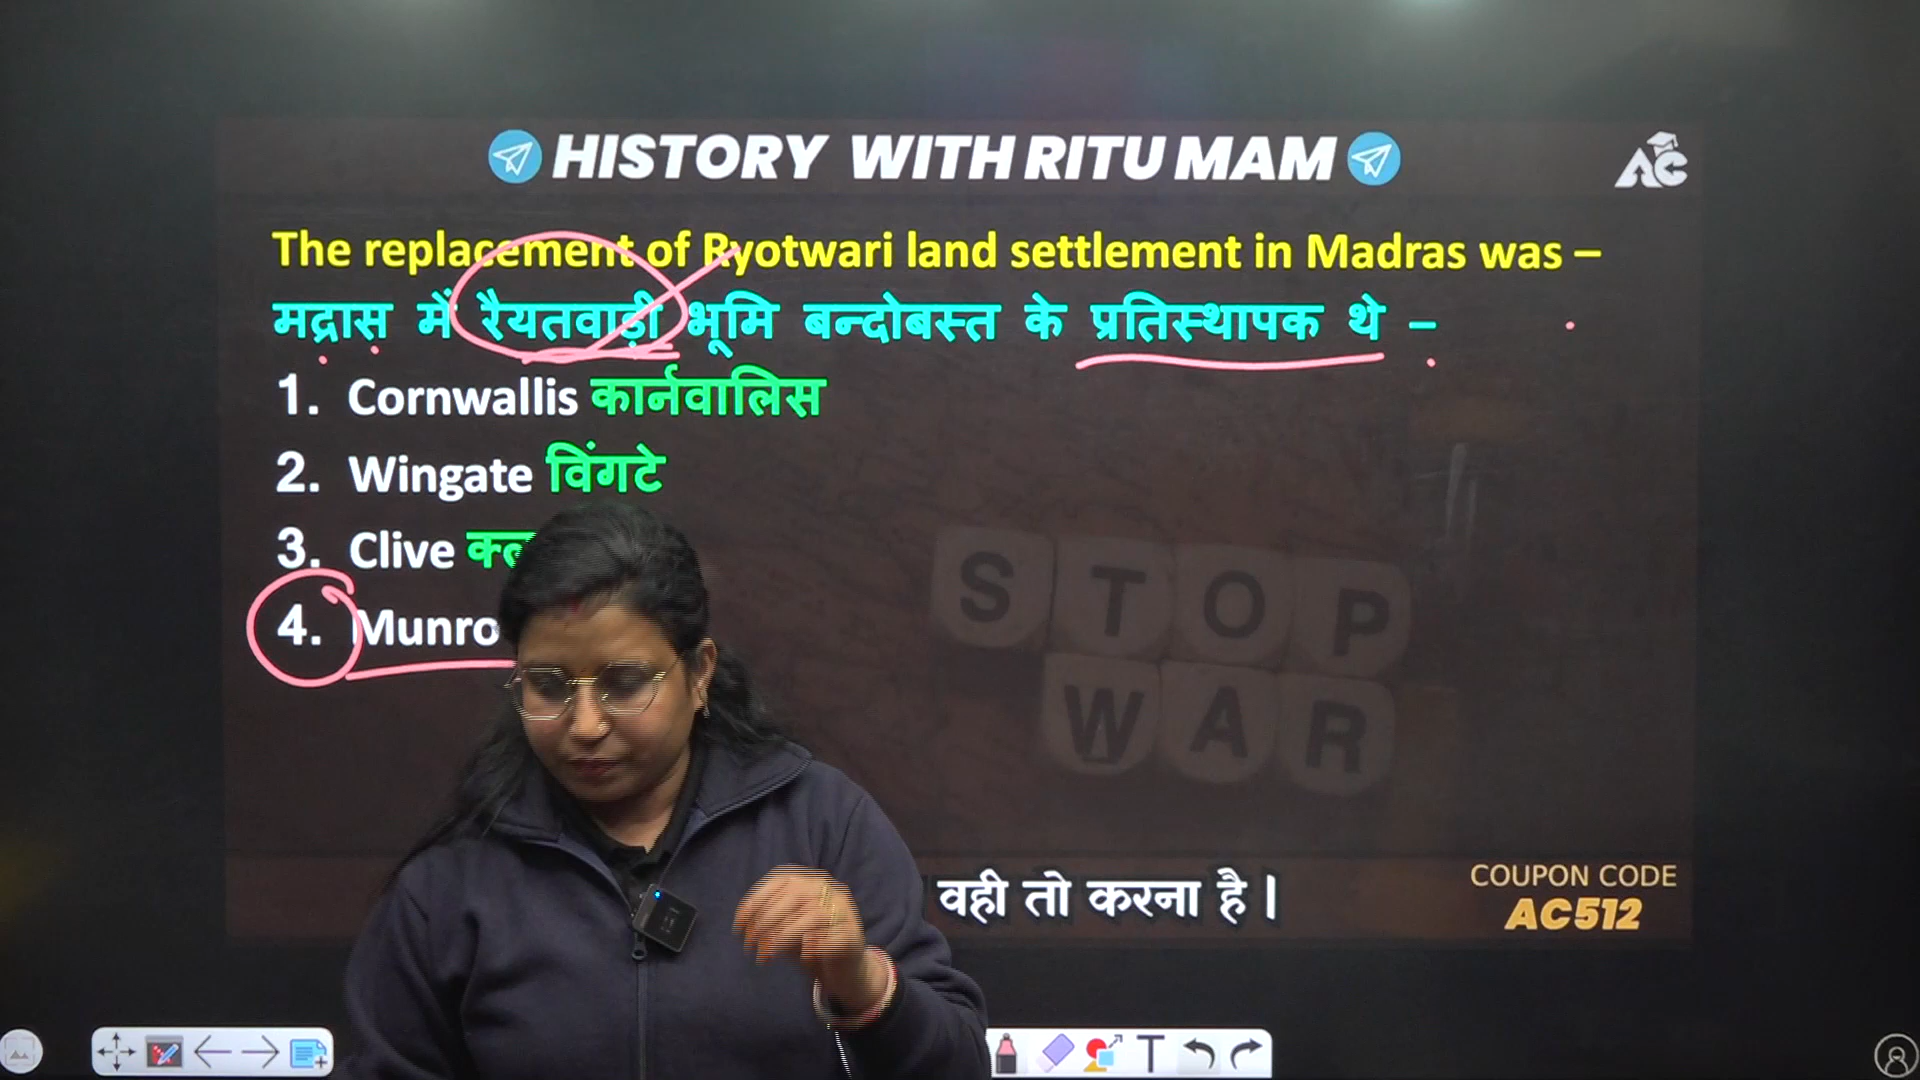 HISTORY WITH RITU MAM
AC
The replacement of Ryotwari land settlement in Madras was –
मद्रास में रैयतवाड़ी भूमि बन्दोबस्त के प्रतिस्थापक थे –
1. Cornwallis कार्नवालिस
2. Wingate विंगटे
3. Clive
4. Munro
STOP
WAR
वही तो करना है।
COUPON CODE
AC512
T